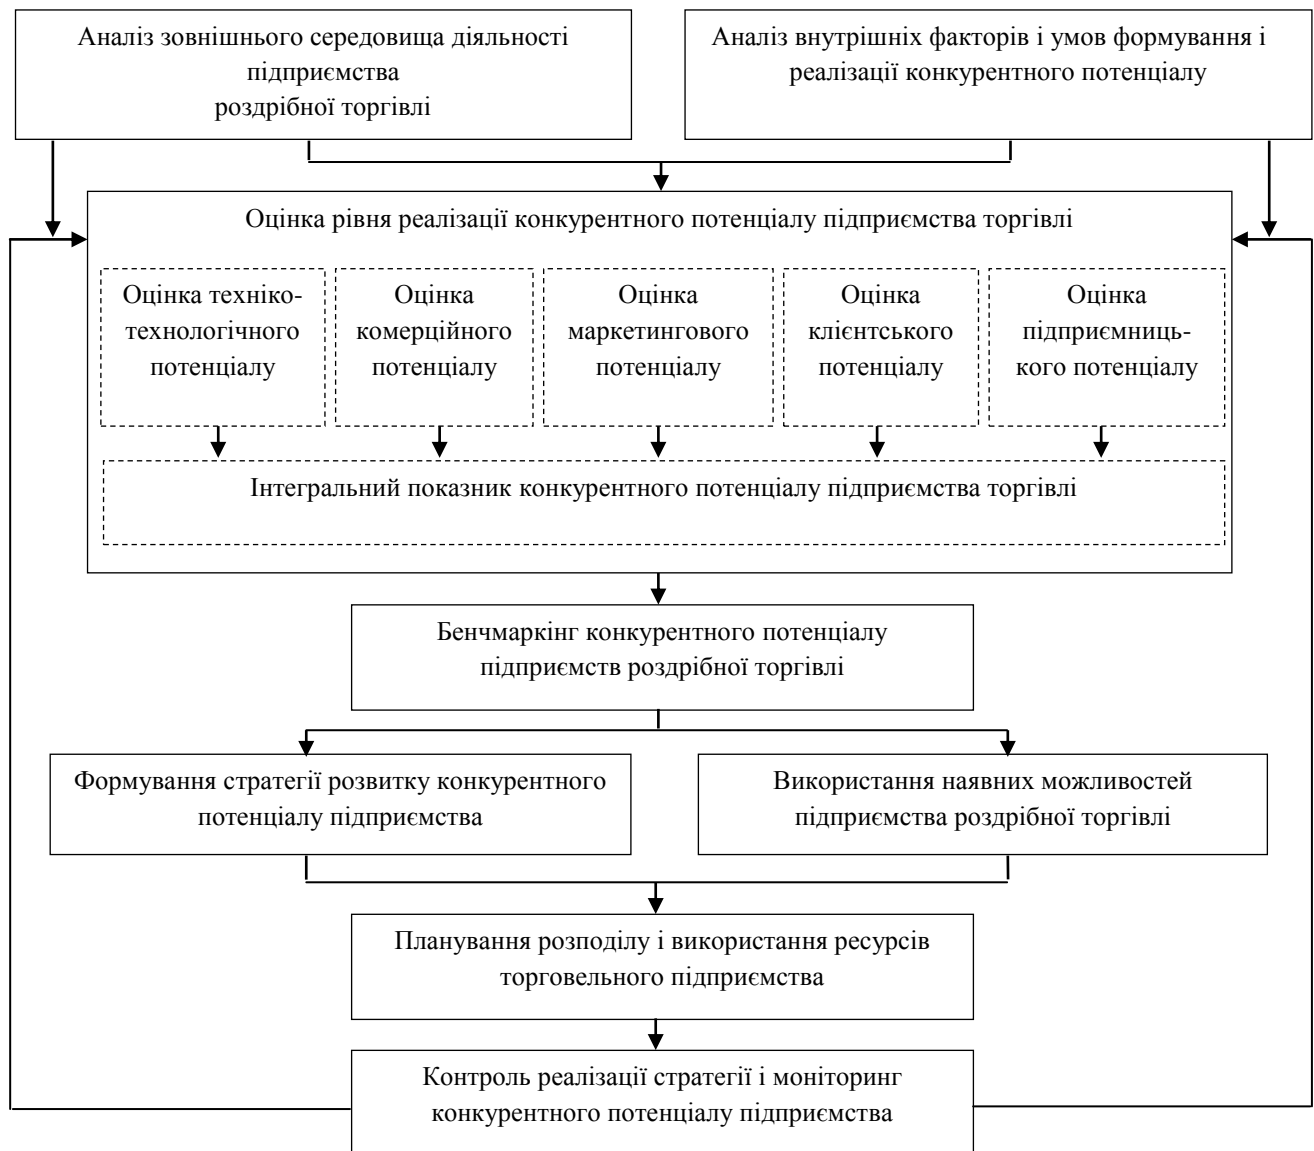 Аналіз зовнішнього середовища діяльності
підприємства
роздрібної торгівлі
Аналіз внутрішніх факторів і умов формування і
реалізації конкурентного потенціалу
Оцінка рівня реалізації конкурентного потенціалу підприємства торгівлі
Оцінка техніко-
технологічного
потенціалу
Оцінка
комерційного
потенціалу
Оцінка
маркетингового
потенціалу
Оцінка
клієнтського
потенціалу
Оцінка
підприємниць-
кого потенціалу
Інтегральний показник конкурентного потенціалу підприємства торгівлі
Бенчмаркінг конкурентного потенціалу
підприємств роздрібної торгівлі
Формування стратегії розвитку конкурентного
потенціалу підприємства
Використання наявних можливостей
підприємства роздрібної торгівлі
Планування розподілу і використання ресурсів
торговельного підприємства
Контроль реалізації стратегії і моніторинг
конкурентного потенціалу підприємства